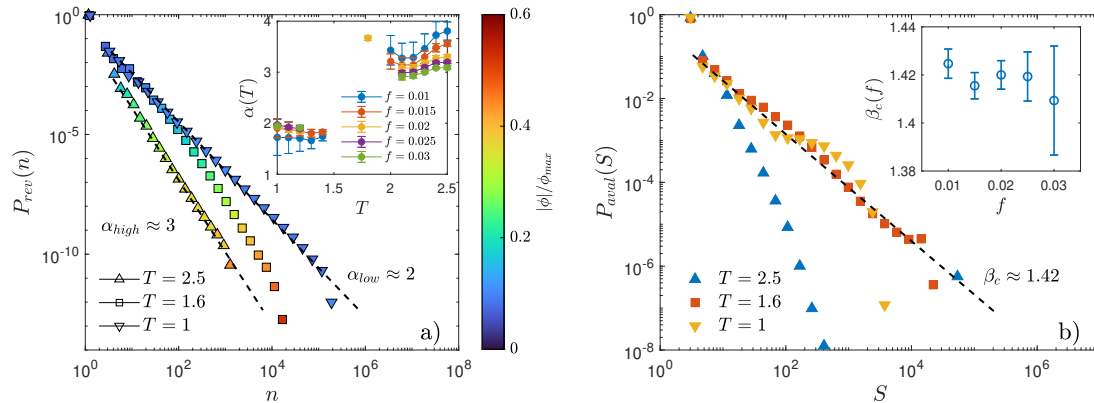 10^0
10^-5
10^-10
P_rev(n)
10^0 10^2 10^4 10^6 10^8
n
α_high ≈ 3
α_low ≈ 2
T = 2.5
T = 1.6
T = 1
a)
4
3
2
1
α(T)
1 1.5 2 2.5
T
f = 0.01
f = 0.015
f = 0.02
f = 0.025
f = 0.03
0.6
0.4
0.2
0
|ϕ|/ϕ_max
10^0
10^-2
10^-4
10^-6
10^-7
10^-8
P_aval(S)
10^0 10^2 10^4 10^6
S
T = 2.5
T = 1.6
T = 1
β_c ≈ 1.42
b)
1.44
1.42
1.4
1.38
β_c(f)
0.01 0.02 0.03
f